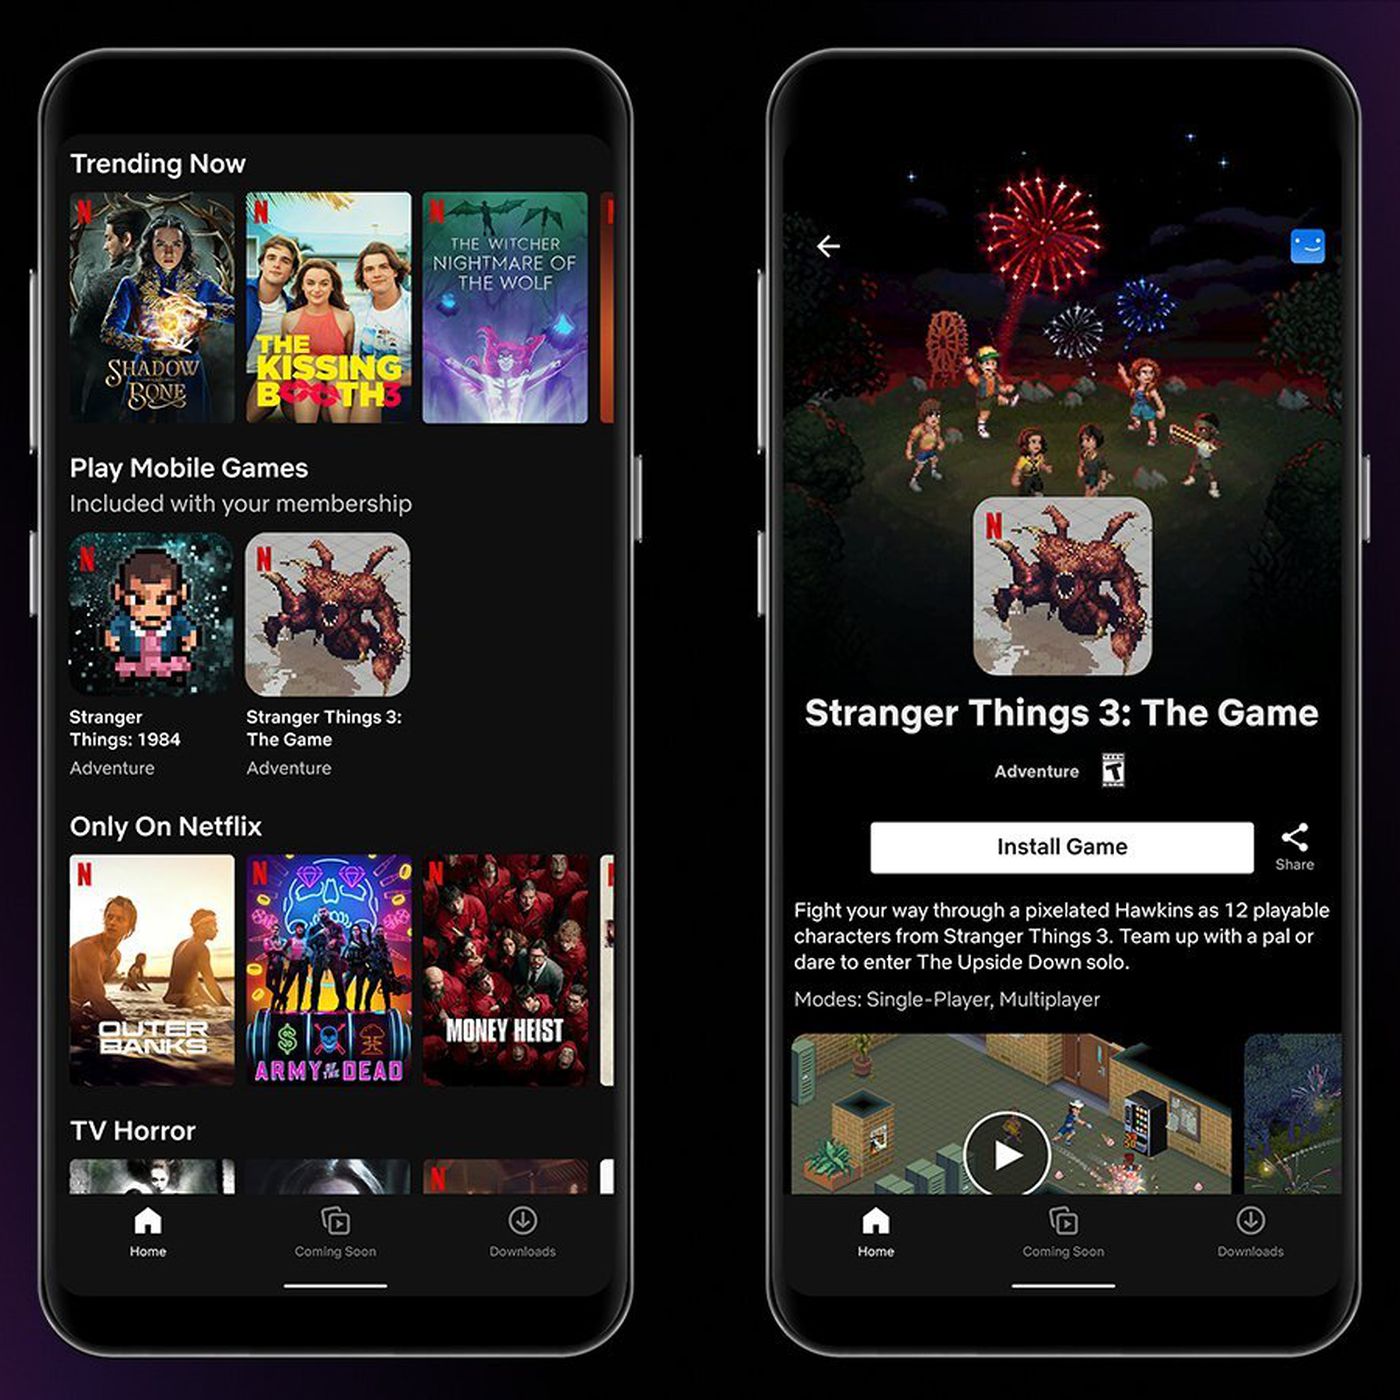 Trending Now
N
N
N
SHADOW
AND
BONE
THE
KISSING
BOOTH3
THE WITCHER
NIGHTMARE OF
THE WOLF
Play Mobile Games
Included with your membership
N
N
Stranger
Things: 1984
Adventure
Stranger Things 3:
The Game
Adventure
Only On Netflix
N
N
N
OUTER
BANKS
ARMY OF THE DEAD
MONEY HEIST
TV Horror
N
Home
Coming Soon
Downloads
N
Stranger Things 3: The Game
Adventure
TEEN
T
Install Game
Share
Fight your way through a pixelated Hawkins as 12 playable
characters from Stranger Things 3. Team up with a pal or
dare to enter The Upside Down solo.
Modes: Single-Player, Multiplayer
Home
Coming Soon
Downloads